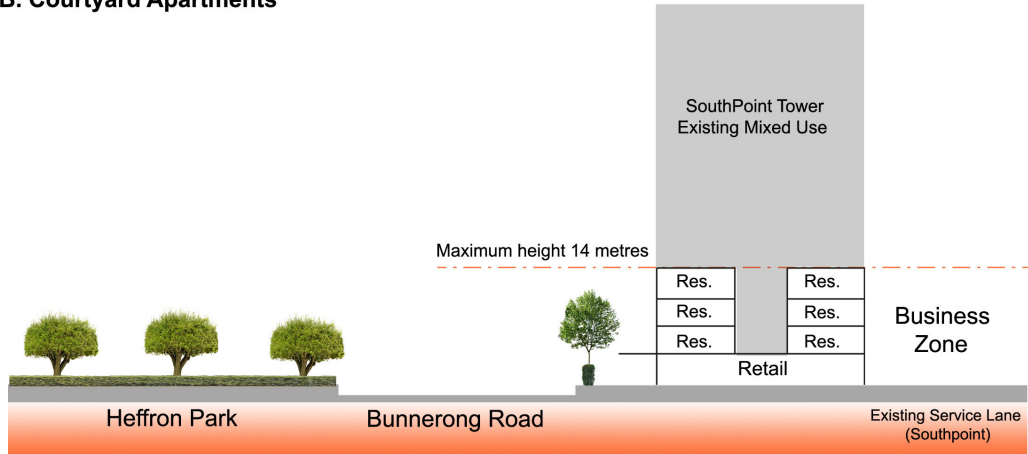 B. Courtyard Apartments
SouthPoint Tower
Existing Mixed Use
Maximum height 14 metres
Res.
Res.
Res.
Res.
Res.
Res.
Retail
Business
Zone
Heffron Park
Bunnerong Road
Existing Service Lane
(Southpoint)